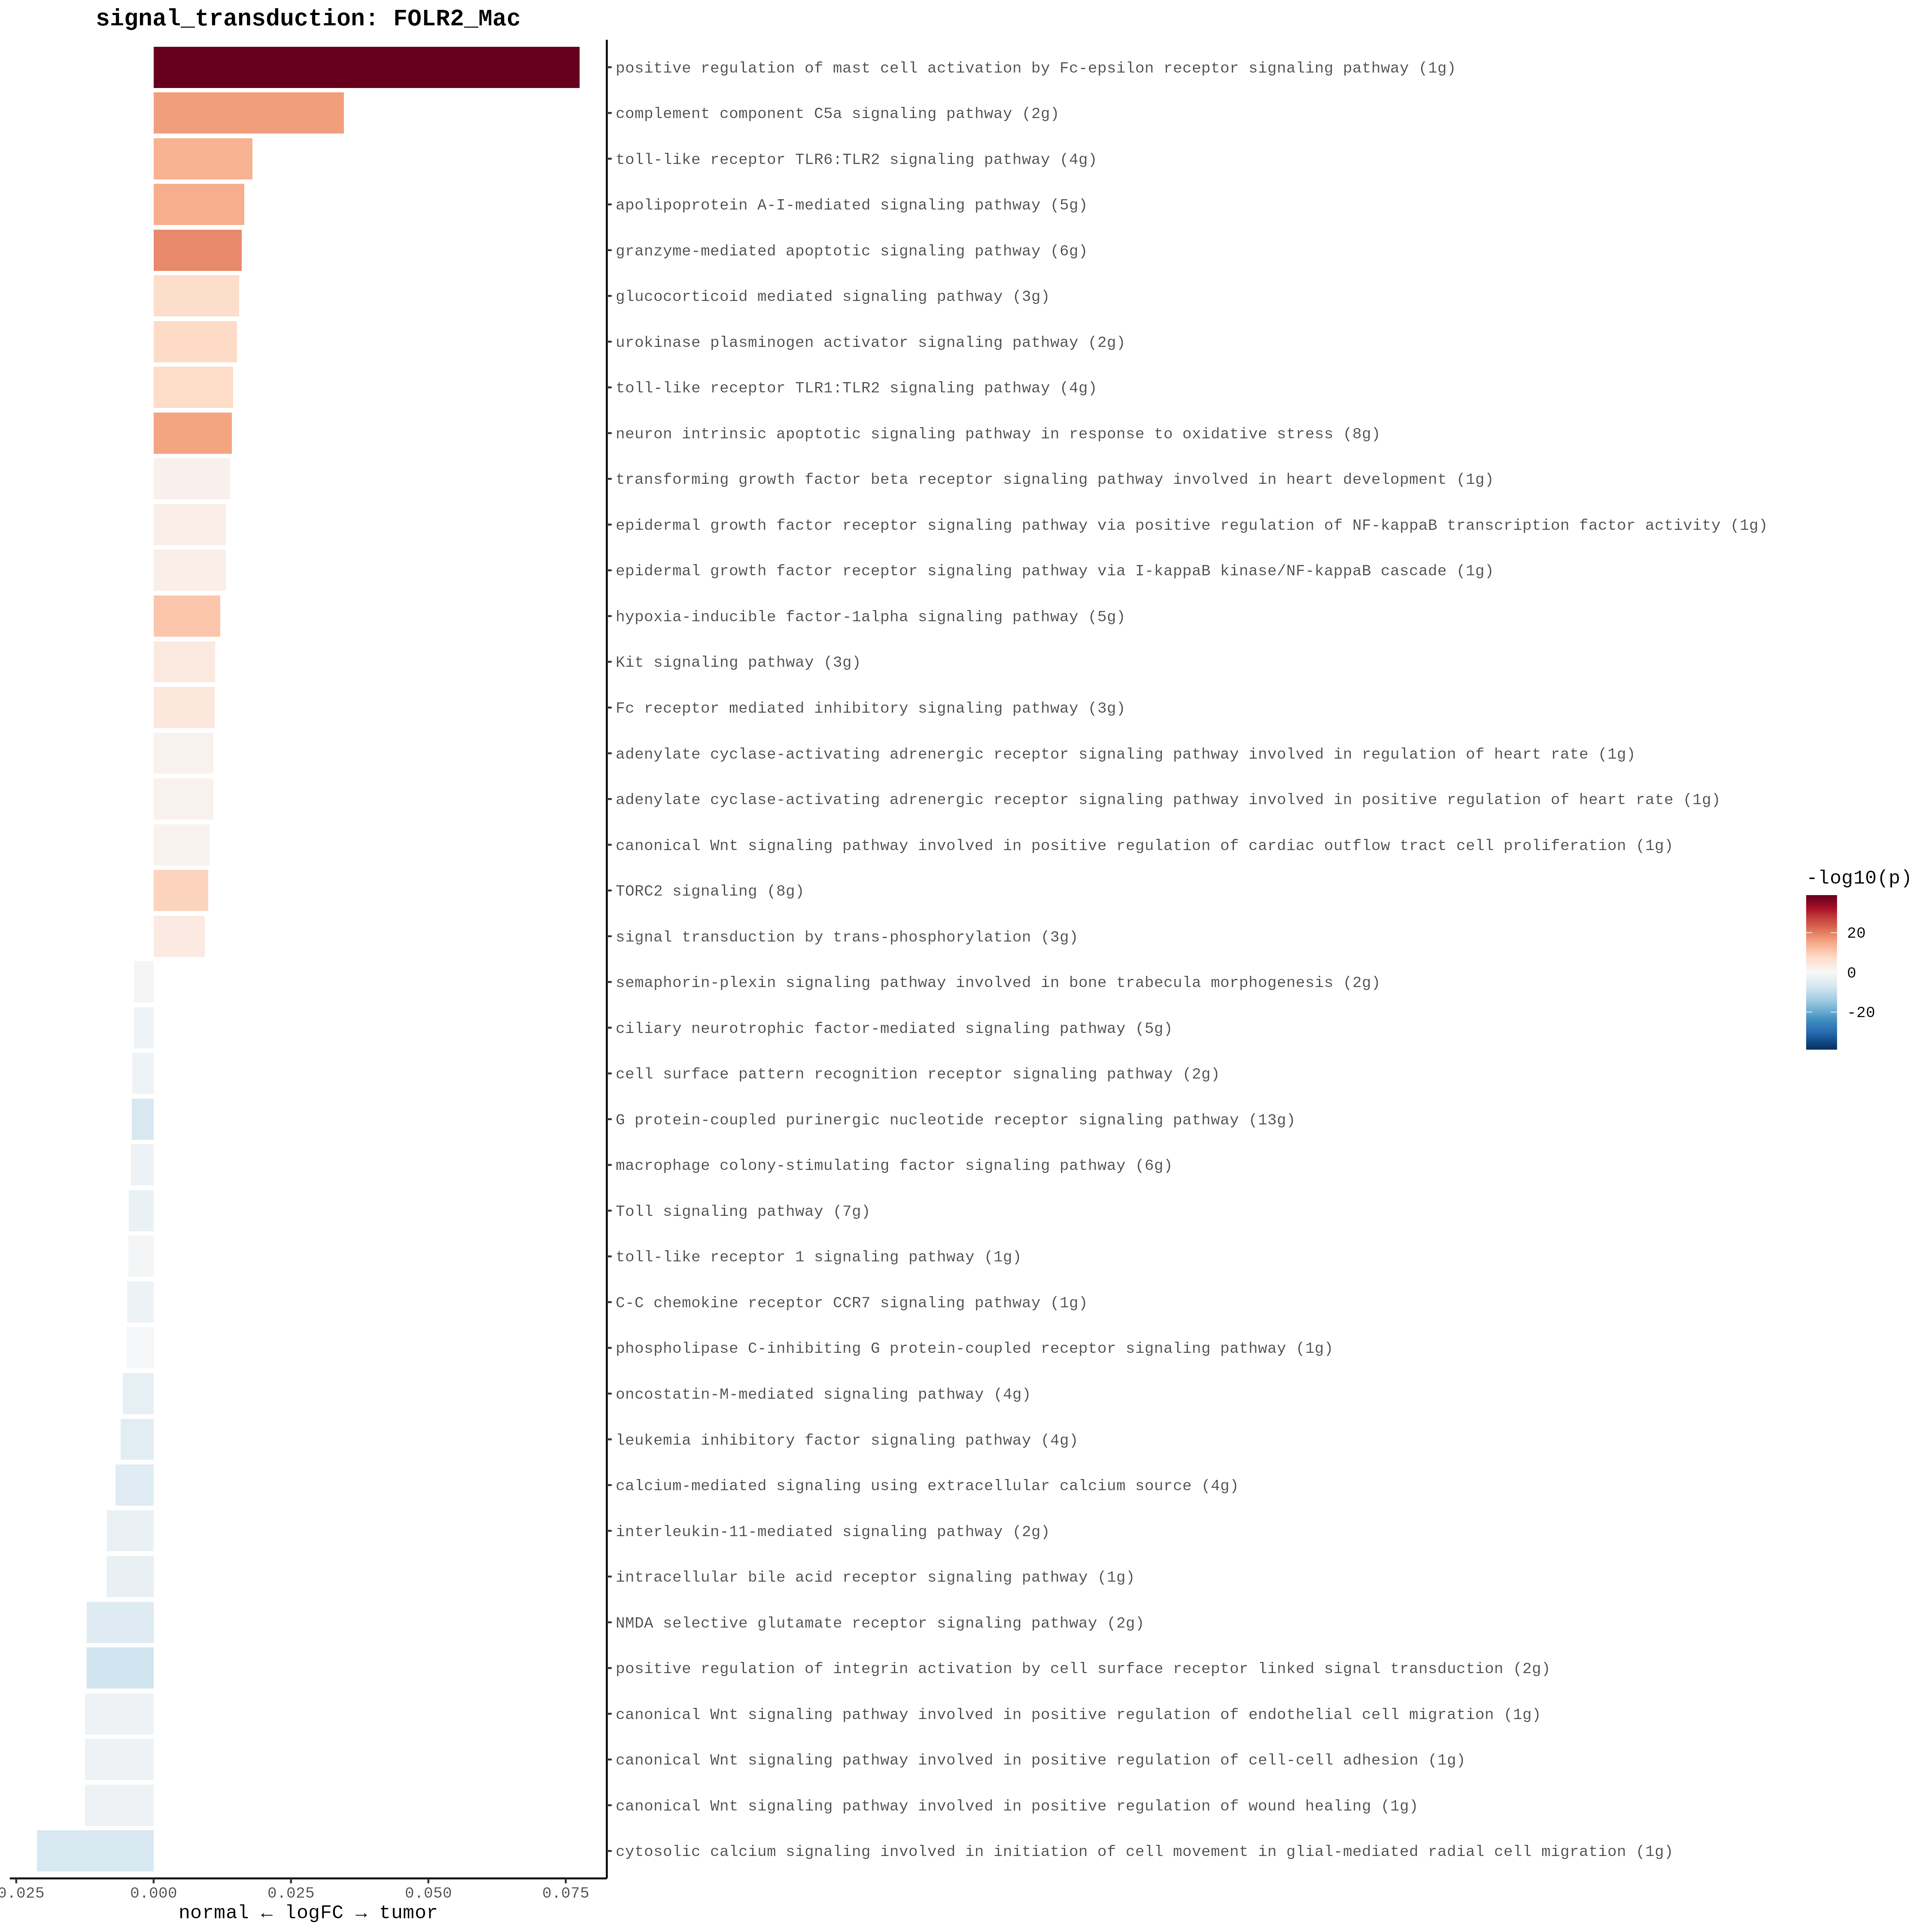 signal_transduction: FOLR2_Mac
positive regulation of mast cell activation by Fc-epsilon receptor signaling pathway (1g)
complement component C5a signaling pathway (2g)
toll-like receptor TLR6:TLR2 signaling pathway (4g)
apolipoprotein A-I-mediated signaling pathway (5g)
granzyme-mediated apoptotic signaling pathway (6g)
glucocorticoid mediated signaling pathway (3g)
urokinase plasminogen activator signaling pathway (2g)
toll-like receptor TLR1:TLR2 signaling pathway (4g)
neuron intrinsic apoptotic signaling pathway in response to oxidative stress (8g)
transforming growth factor beta receptor signaling pathway involved in heart development (1g)
epidermal growth factor receptor signaling pathway via positive regulation of NF-kappaB transcription factor activity (1g)
epidermal growth factor receptor signaling pathway via I-kappaB kinase/NF-kappaB cascade (1g)
hypoxia-inducible factor-1alpha signaling pathway (5g)
Kit signaling pathway (3g)
Fc receptor mediated inhibitory signaling pathway (3g)
adenylate cyclase-activating adrenergic receptor signaling pathway involved in regulation of heart rate (1g)
adenylate cyclase-activating adrenergic receptor signaling pathway involved in positive regulation of heart rate (1g)
canonical Wnt signaling pathway involved in positive regulation of cardiac outflow tract cell proliferation (1g)
TORC2 signaling (8g)
signal transduction by trans-phosphorylation (3g)
semaphorin-plexin signaling pathway involved in bone trabecula morphogenesis (2g)
ciliary neurotrophic factor-mediated signaling pathway (5g)
cell surface pattern recognition receptor signaling pathway (2g)
G protein-coupled purinergic nucleotide receptor signaling pathway (13g)
macrophage colony-stimulating factor signaling pathway (6g)
Toll signaling pathway (7g)
toll-like receptor 1 signaling pathway (1g)
C-C chemokine receptor CCR7 signaling pathway (1g)
phospholipase C-inhibiting G protein-coupled receptor signaling pathway (1g)
oncostatin-M-mediated signaling pathway (4g)
leukemia inhibitory factor signaling pathway (4g)
calcium-mediated signaling using extracellular calcium source (4g)
interleukin-11-mediated signaling pathway (2g)
intracellular bile acid receptor signaling pathway (1g)
NMDA selective glutamate receptor signaling pathway (2g)
positive regulation of integrin activation by cell surface receptor linked signal transduction (2g)
canonical Wnt signaling pathway involved in positive regulation of endothelial cell migration (1g)
canonical Wnt signaling pathway involved in positive regulation of cell-cell adhesion (1g)
canonical Wnt signaling pathway involved in positive regulation of wound healing (1g)
cytosolic calcium signaling involved in initiation of cell movement in glial-mediated radial cell migration (1g)
0.025 0.000 0.025 0.050 0.075
normal ← logFC → tumor
-log10(p)
20
0
-20